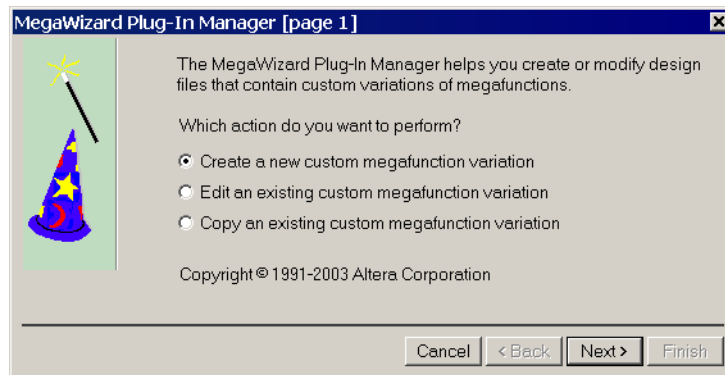 MegaWizard Plug-In Manager [page 1]
The MegaWizard Plug-In Manager helps you create or modify design
files that contain custom variations of megafunctions.
Which action do you want to perform?
Create a new custom megafunction variation
Edit an existing custom megafunction variation
Copy an existing custom megafunction variation
Copyright © 1991-2003 Altera Corporation
Cancel < Back Next > Finish